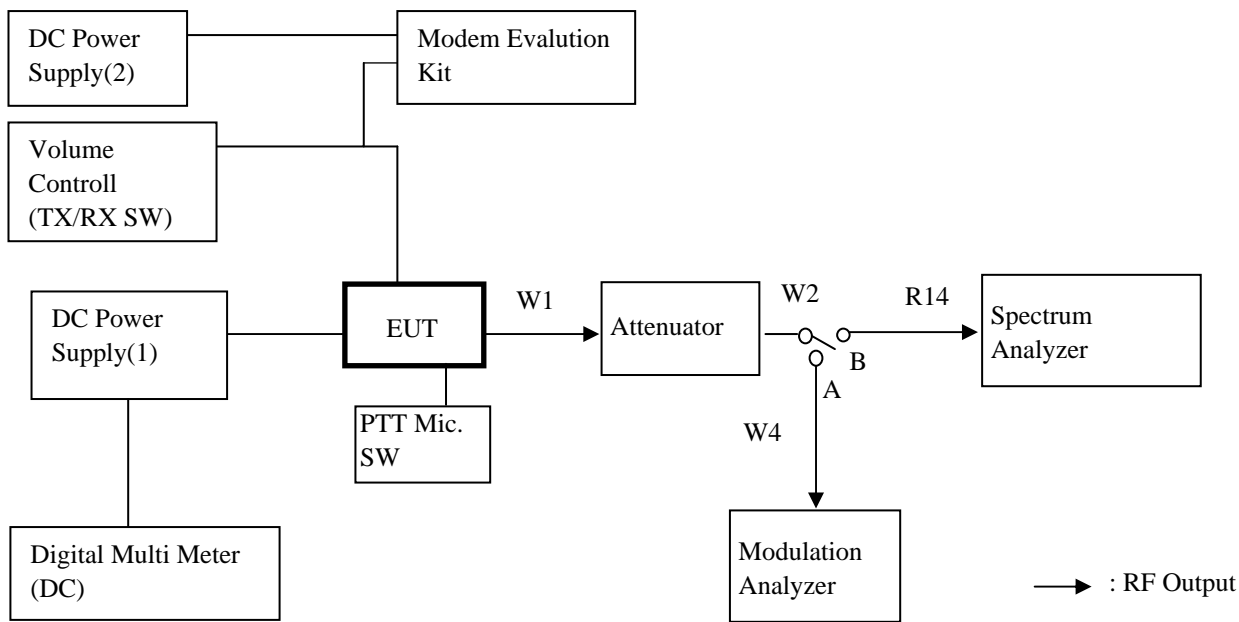 DC Power
Supply(2)
Modem Evalution
Kit
Volume
Controll
(TX/RX SW)
DC Power
Supply(1)
EUT
W1
Attenuator
W2
R14
Spectrum
Analyzer
B
A
PTT Mic.
SW
W4
Digital Multi Meter
(DC)
Modulation
Analyzer
: RF Output